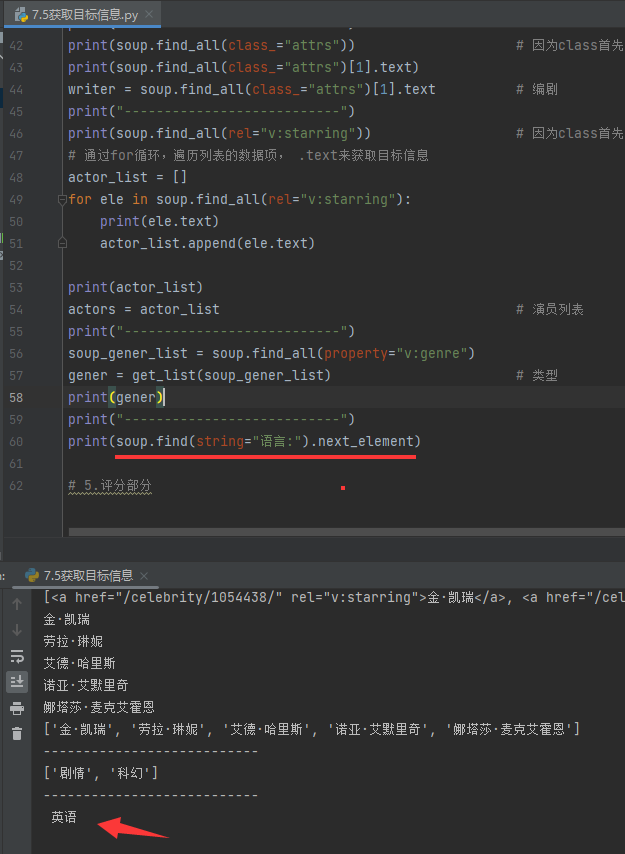 7.5获取目标信息.py
42 print(soup.find_all(class_="attrs")) # 因为class首先
43 print(soup.find_all(class_="attrs")[1].text)
44 writer = soup.find_all(class_="attrs")[1].text # 编剧
45 print("---------------------------")
46 print(soup.find_all(rel="v:starring")) # 因为class首先
47 # 通过for循环，遍历列表的数据项， .text来获取目标信息
48 actor_list = []
49 for ele in soup.find_all(rel="v:starring"):
50 print(ele.text)
51 actor_list.append(ele.text)
52
53 print(actor_list)
54 actors = actor_list # 演员列表
55 print("---------------------------")
56 soup_gener_list = soup.find_all(property="v:genre")
57 gener = get_list(soup_gener_list) # 类型
58 print(gener)
59 print("---------------------------")
60 print(soup.find(string="语言:").next_element)
61
62 # 5.评分部分
7.5获取目标信息
[<a href="/celebrity/1054438/" rel="v:starring">金·凯瑞</a>, <a href="/cel
金·凯瑞
劳拉·琳妮
艾德·哈里斯
诺亚·艾默里奇
娜塔莎·麦克艾霍恩
['金·凯瑞', '劳拉·琳妮', '艾德·哈里斯', '诺亚·艾默里奇', '娜塔莎·麦克艾霍恩']
---------------------------
['剧情', '科幻']
---------------------------
英语